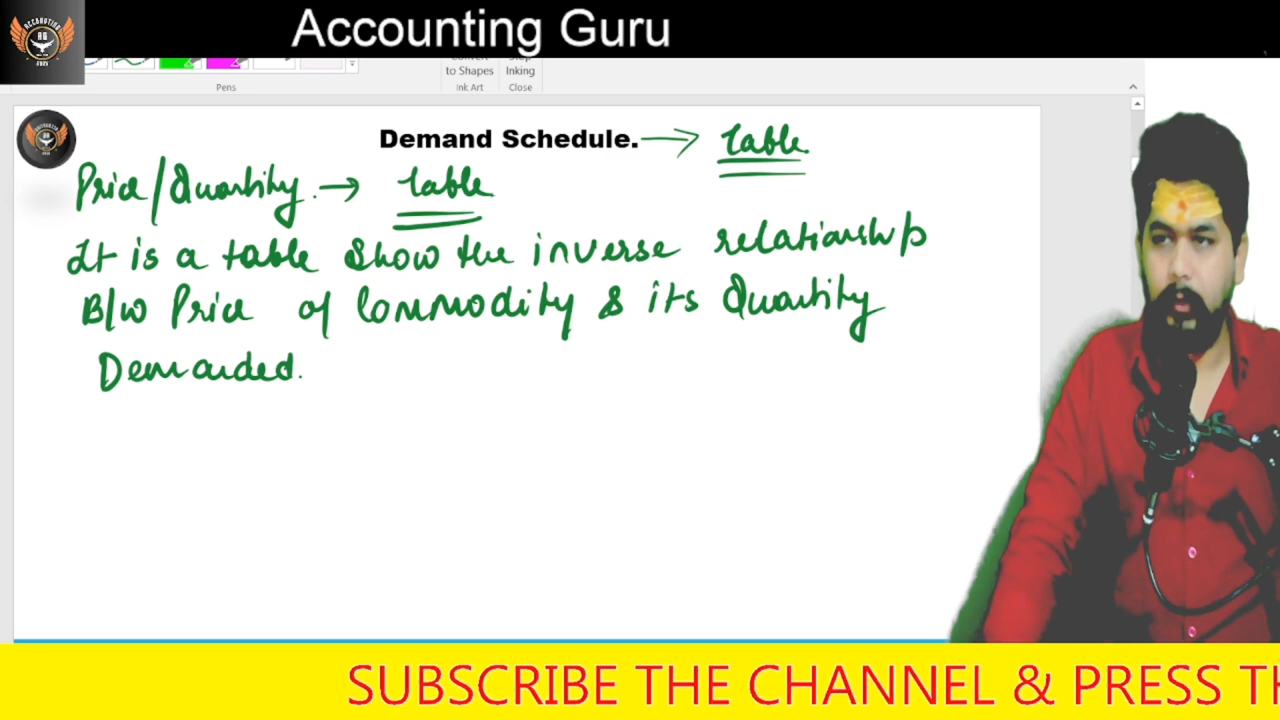 Accounting Guru
Convert
to Shapes
Stop
Inking
Pens
Ink Art
Close
Demand Schedule. → table.
Price/Quantity. → table
It is a table show the inverse relationship
B/w Price of Commodity & its Quantity
Demanded.
SUBSCRIBE THE CHANNEL & PRESS TH